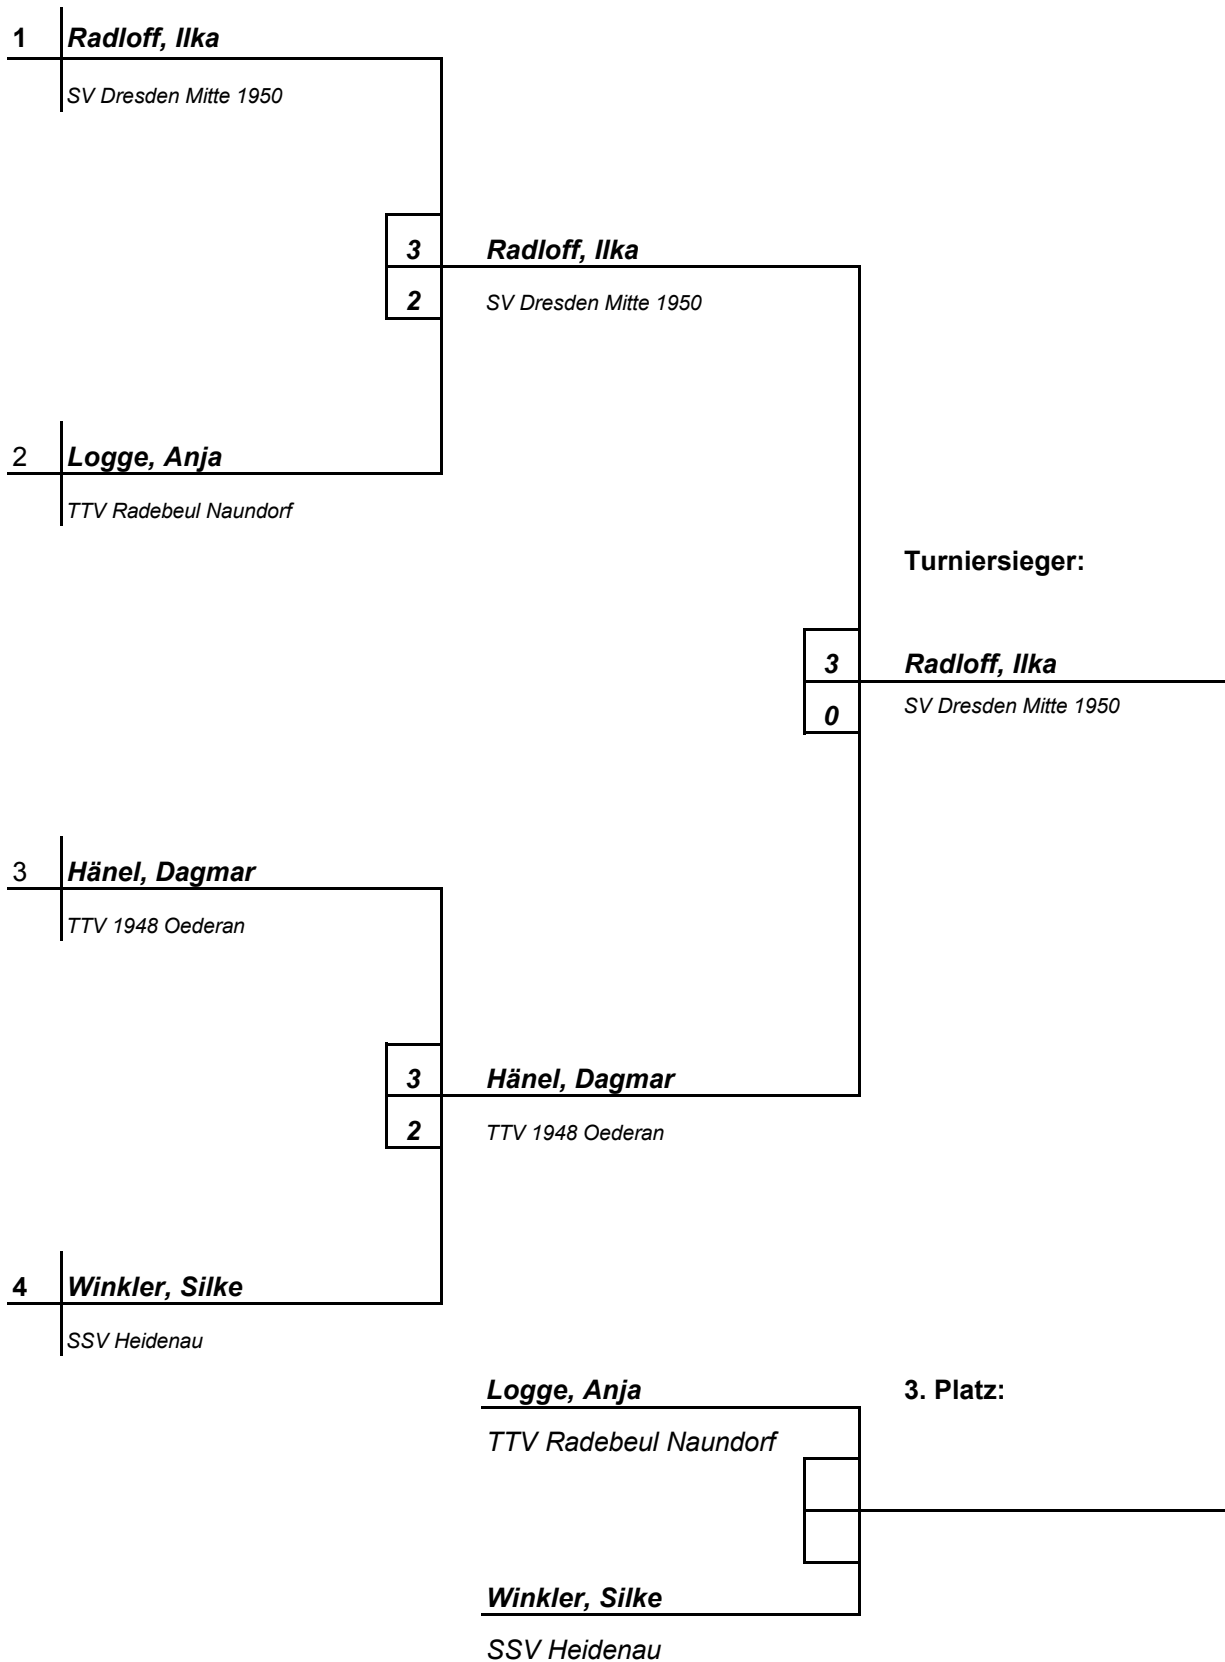 1 Radloff, Ilka
SV Dresden Mitte 1950
3 Radloff, Ilka
2 SV Dresden Mitte 1950
2 Logge, Anja
TTV Radebeul Naundorf
Turniersieger:
3 Radloff, Ilka
0 SV Dresden Mitte 1950
3 Hänel, Dagmar
TTV 1948 Oederan
3 Hänel, Dagmar
2 TTV 1948 Oederan
4 Winkler, Silke
SSV Heidenau
Logge, Anja 3. Platz:
TTV Radebeul Naundorf
Winkler, Silke
SSV Heidenau